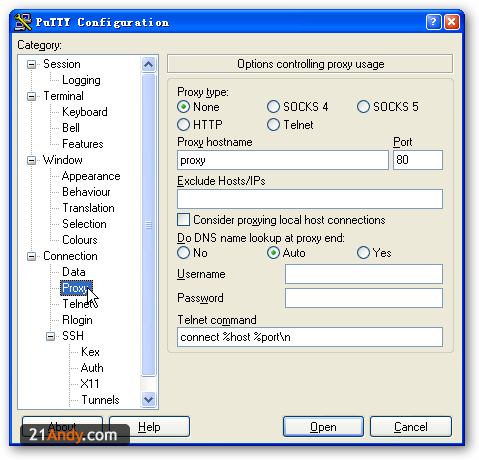 PuTTY Configuration
Category:
Session
Logging
Terminal
Keyboard
Bell
Features
Window
Appearance
Behaviour
Translation
Selection
Colours
Connection
Data
Proxy
Telnet
Rlogin
SSH
Kex
Auth
X11
Tunnels
Options controlling proxy usage
Proxy type:
None SOCKS 4 SOCKS 5
HTTP Telnet
Proxy hostname Port
proxy 80
Exclude Hosts/IPs
Consider proxying local host connections
Do DNS name lookup at proxy end:
No Auto Yes
Username
Password
Telnet command
connect %host %port\n
About Help Open Cancel
21Andy.com